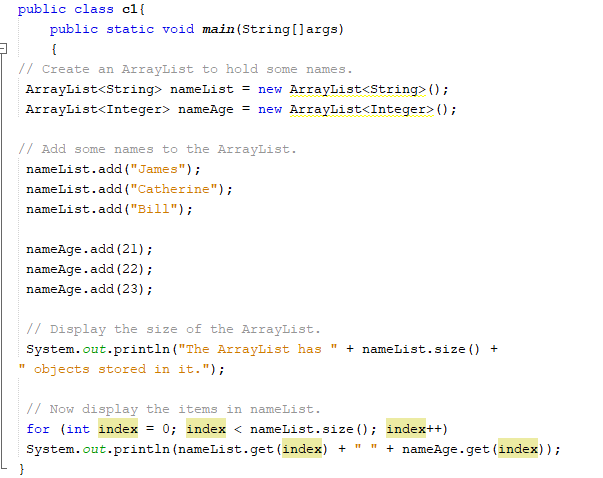 public class c1{
public static void main(String[]args)
{
// Create an ArrayList to hold some names.
ArrayList<String> nameList = new ArrayList<String>();
ArrayList<Integer> nameAge = new ArrayList<Integer>();
// Add some names to the ArrayList.
nameList.add("James");
nameList.add("Catherine");
nameList.add("Bill");
nameAge.add(21);
nameAge.add(22);
nameAge.add(23);
// Display the size of the ArrayList.
System.out.println("The ArrayList has " + nameList.size() +
" objects stored in it.");
// Now display the items in nameList.
for (int index = 0; index < nameList.size(); index++)
System.out.println(nameList.get(index) + " " + nameAge.get(index));
}